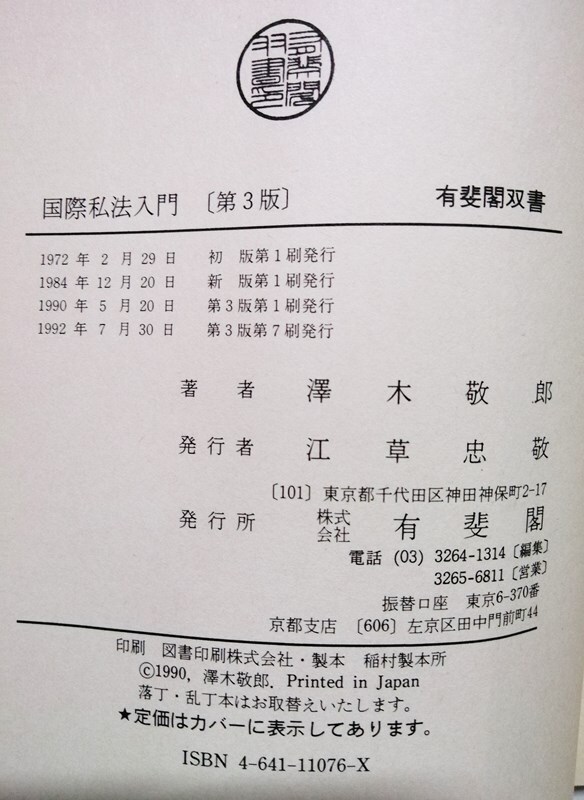 有斐閣
双書印
国際私法入門〔第3版〕 有斐閣双書
1972年2月29日 初版第1刷発行
1984年12月20日 新版第1刷発行
1990年5月20日 第3版第1刷発行
1992年7月30日 第3版第7刷発行
著者 澤木敬郎
発行者 江草忠敬
〔101〕東京都千代田区神田神保町2-17
発行所 株式会社 有斐閣
電話 (03) 3264-1314〔編集〕
3265-6811〔営業〕
振替口座 東京6-370番
京都支店 〔606〕左京区田中門前町44
印刷 図書印刷株式会社・製本 稲村製本所
©1990, 澤木敬郎. Printed in Japan
落丁・乱丁本はお取替えいたします。
★定価はカバーに表示してあります。
ISBN 4-641-11076-X